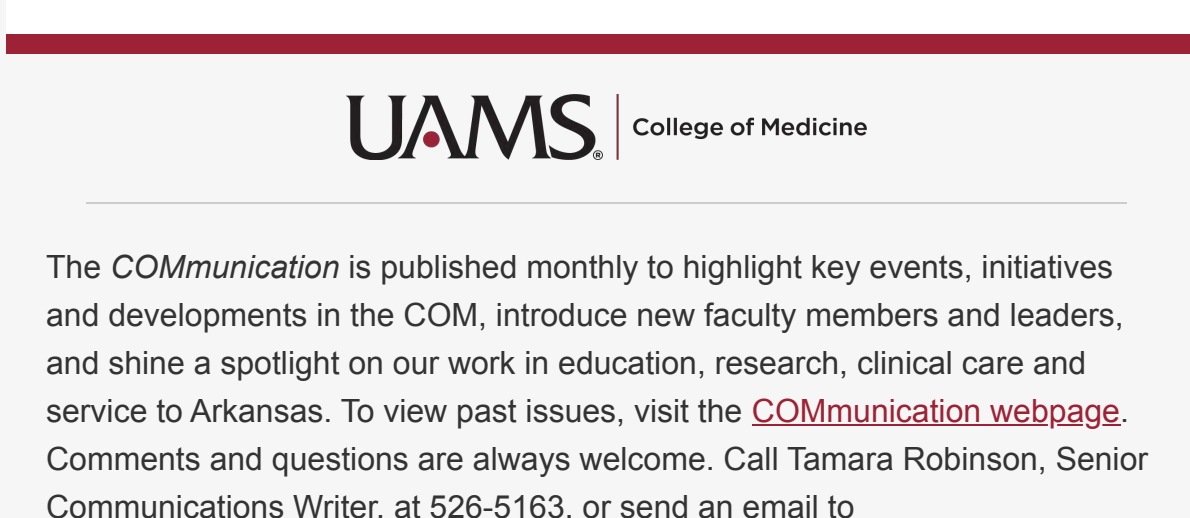 UAMS® College of Medicine
The COMmunication is published monthly to highlight key events, initiatives
and developments in the COM, introduce new faculty members and leaders,
and shine a spotlight on our work in education, research, clinical care and
service to Arkansas. To view past issues, visit the COMmunication webpage.
Comments and questions are always welcome. Call Tamara Robinson, Senior
Communications Writer, at 526-5163, or send an email to